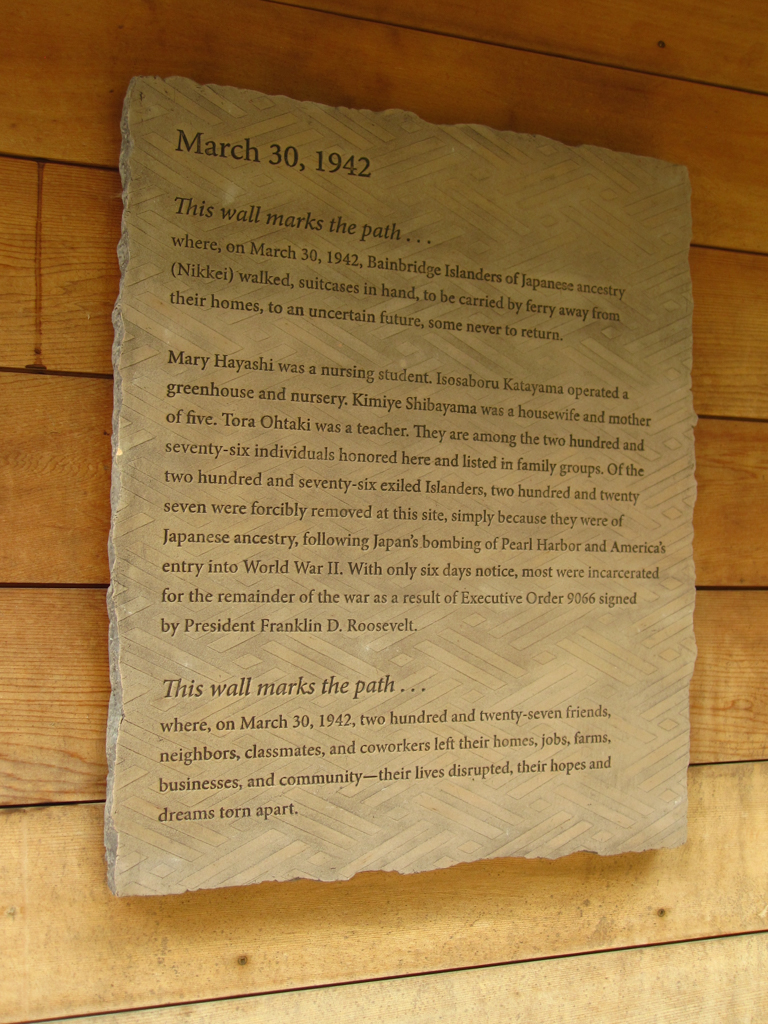 March 30, 1942
This wall marks the path . . .
where, on March 30, 1942, Bainbridge Islanders of Japanese ancestry
(Nikkei) walked, suitcases in hand, to be carried by ferry away from
their homes, to an uncertain future, some never to return.
Mary Hayashi was a nursing student. Isosaboru Katayama operated a
greenhouse and nursery. Kimiye Shibayama was a housewife and mother
of five. Tora Ohtaki was a teacher. They are among the two hundred and
seventy-six individuals honored here and listed in family groups. Of the
two hundred and seventy-six exiled Islanders, two hundred and twenty
seven were forcibly removed at this site, simply because they were of
Japanese ancestry, following Japan's bombing of Pearl Harbor and America's
entry into World War II. With only six days notice, most were incarcerated
for the remainder of the war as a result of Executive Order 9066 signed
by President Franklin D. Roosevelt.
This wall marks the path . . .
where, on March 30, 1942, two hundred and twenty-seven friends,
neighbors, classmates, and coworkers left their homes, jobs, farms,
businesses, and community—their lives disrupted, their hopes and
dreams torn apart.